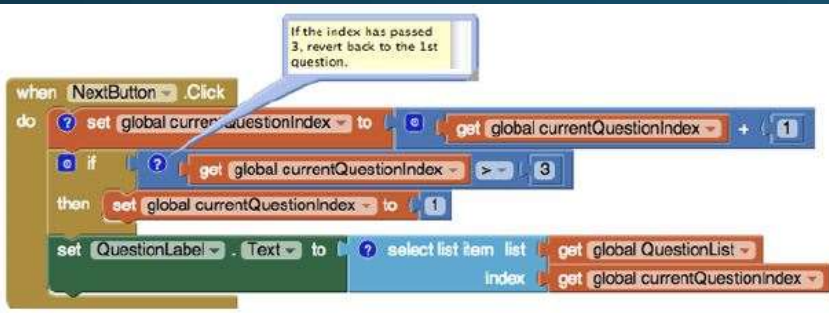 If the index has passed
3, revert back to the 1st
question.
when NextButton .Click
do ? set global currentQuestionIndex to get global currentQuestionIndex + 1
if ? get global currentQuestionIndex > 3
then set global currentQuestionIndex to 1
set QuestionLabel . Text to ? select list item list get global QuestionList
index get global currentQuestionIndex